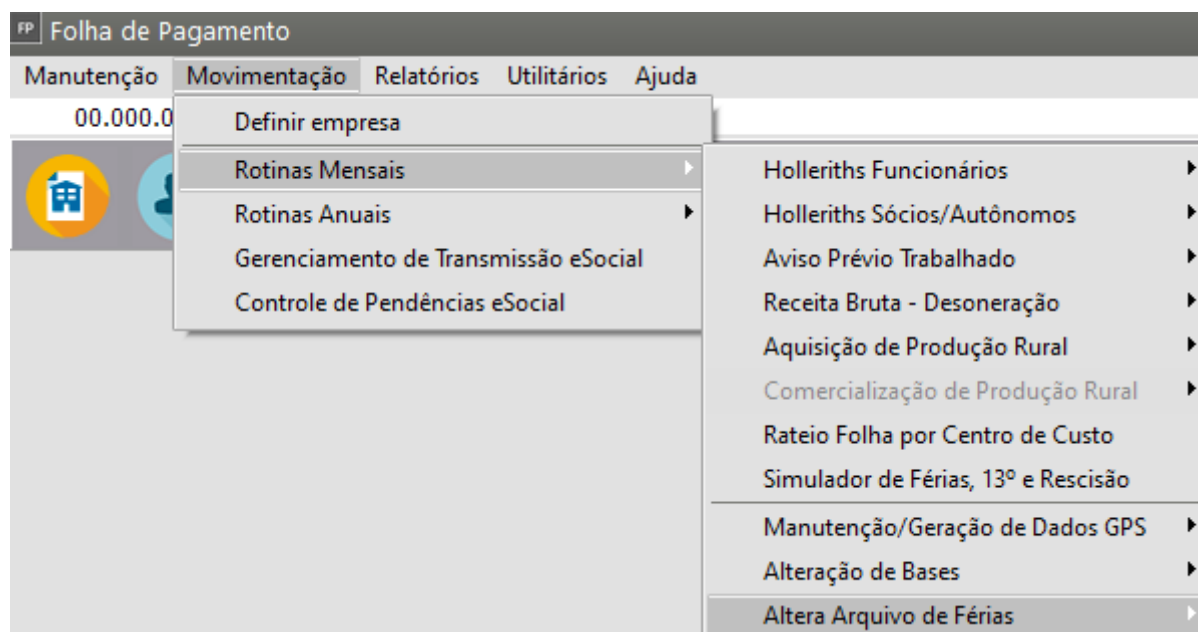 FP Folha de Pagamento
Manutenção Movimentação Relatórios Utilitários Ajuda
00.000.0
Definir empresa
Rotinas Mensais
Rotinas Anuais
Gerenciamento de Transmissão eSocial
Controle de Pendências eSocial
Holleriths Funcionários
Holleriths Sócios/Autônomos
Aviso Prévio Trabalhado
Receita Bruta - Desoneração
Aquisição de Produção Rural
Comercialização de Produção Rural
Rateio Folha por Centro de Custo
Simulador de Férias, 13º e Rescisão
Manutenção/Geração de Dados GPS
Alteração de Bases
Altera Arquivo de Férias